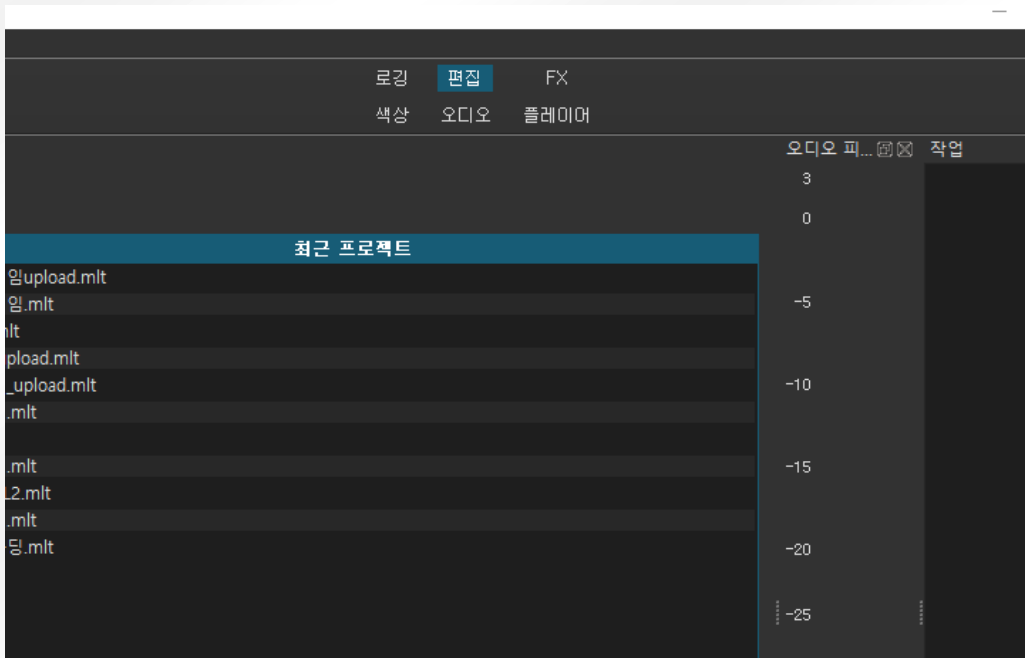 로깅 편집 FX
색상 오디오 플레이어
오디오 피... 작업
3
0
최근 프로젝트
임upload.mlt
임.mlt
-5
mlt
pload.mlt
_upload.mlt
-10
.mlt
.mlt
-15
L2.mlt
.mlt
딩.mlt
-20
-25